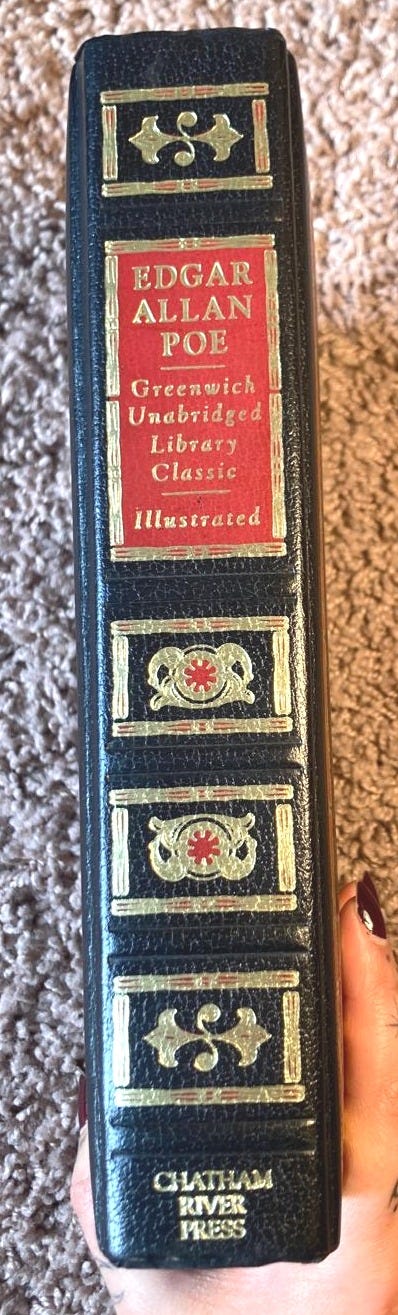 EDGAR
ALLAN
POE
Greenwich
Unabridged
Library
Classic
Illustrated
CHATHAM
RIVER
PRESS